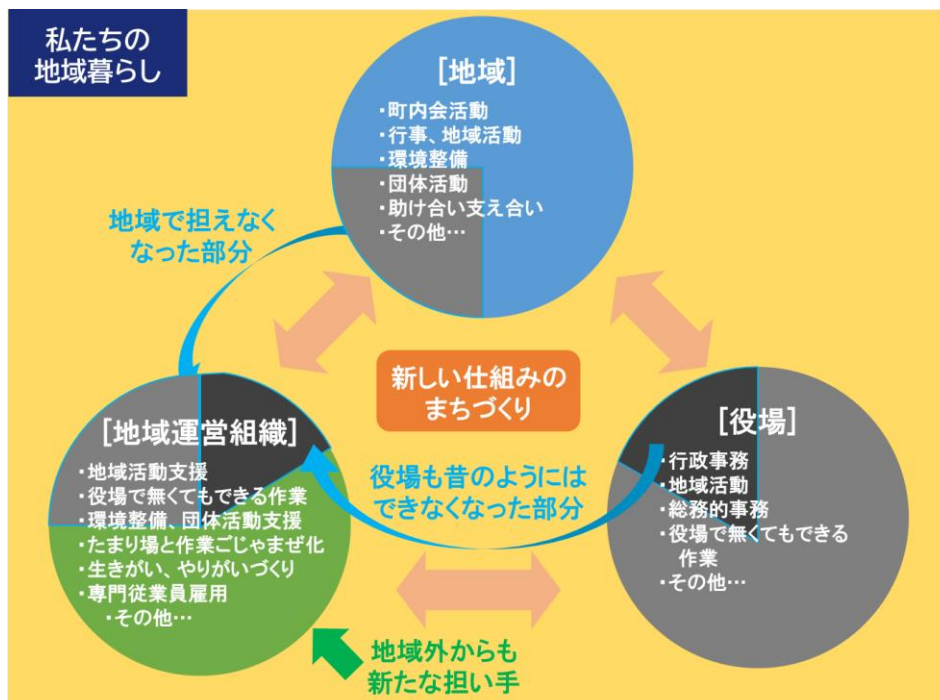 私たちの
地域暮らし
[地域]
・町内会活動
・行事、地域活動
・環境整備
・団体活動
・助け合い支え合い
・その他…
地域で担えなく
なった部分
新しい仕組みの
まちづくり
[地域運営組織]
・地域活動支援
・役場で無くてもできる作業
・環境整備、団体活動支援
・たまり場と作業ごじゃまぜ化
・生きがい、やりがいづくり
・専門従業員雇用
・その他…
役場も昔のようには
できなくなった部分
[役場]
・行政事務
・地域活動
・総務的事務
・役場で無くてもできる
作業
・その他…
地域外からも
新たな担い手